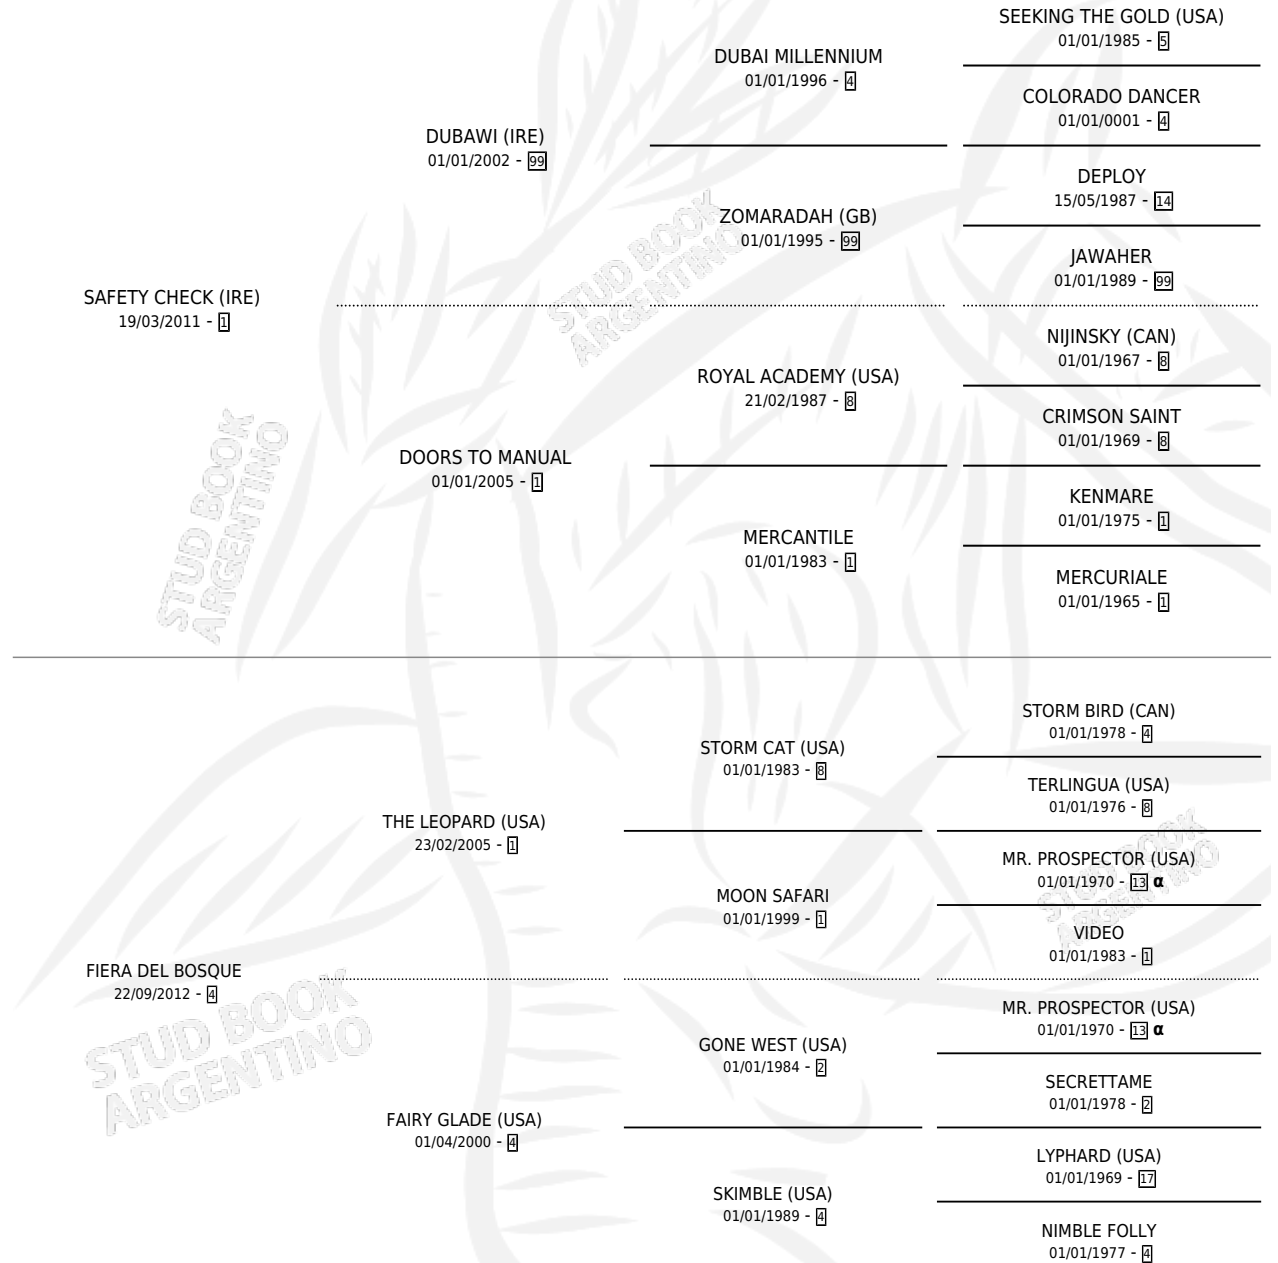 SEEKING THE GOLD (USA)
01/01/1985 - 5
DUBAI MILLENNIUM
01/01/1996 - 4
COLORADO DANCER
01/01/0001 - 4
DUBAWI (IRE)
01/01/2002 - 99
DEPLOY
15/05/1987 - 14
ZOMARADAH (GB)
01/01/1995 - 99
JAWAHER
01/01/1989 - 99
SAFETY CHECK (IRE)
19/03/2011 - 1
NIJINSKY (CAN)
01/01/1967 - 8
ROYAL ACADEMY (USA)
21/02/1987 - 8
CRIMSON SAINT
01/01/1969 - 8
DOORS TO MANUAL
01/01/2005 - 1
KENMARE
01/01/1975 - 1
MERCANTILE
01/01/1983 - 1
MERCURIALE
01/01/1965 - 1
STORM BIRD (CAN)
01/01/1978 - 4
STORM CAT (USA)
01/01/1983 - 8
TERLINGUA (USA)
01/01/1976 - 8
THE LEOPARD (USA)
23/02/2005 - 1
MR. PROSPECTOR (USA)
01/01/1970 - 13 α
MOON SAFARI
01/01/1999 - 1
VIDEO
01/01/1983 - 1
FIERA DEL BOSQUE
22/09/2012 - 4
MR. PROSPECTOR (USA)
01/01/1970 - 13 α
GONE WEST (USA)
01/01/1984 - 2
SECRETTAME
01/01/1978 - 2
FAIRY GLADE (USA)
01/04/2000 - 4
LYPHARD (USA)
01/01/1969 - 17
SKIMBLE (USA)
01/01/1989 - 4
NIMBLE FOLLY
01/01/1977 - 4
STUD BOOK
ARGENTINO
STUD BOOK
ARGENTINO
STUD BOOK
ARGENTINO
STUD BOOK
ARGENTINO